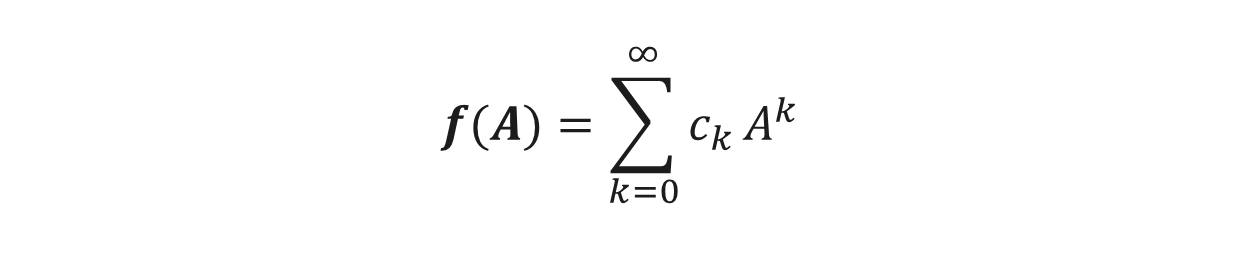 f(A) = ∑_{k=0}^{∞} c_k A^k